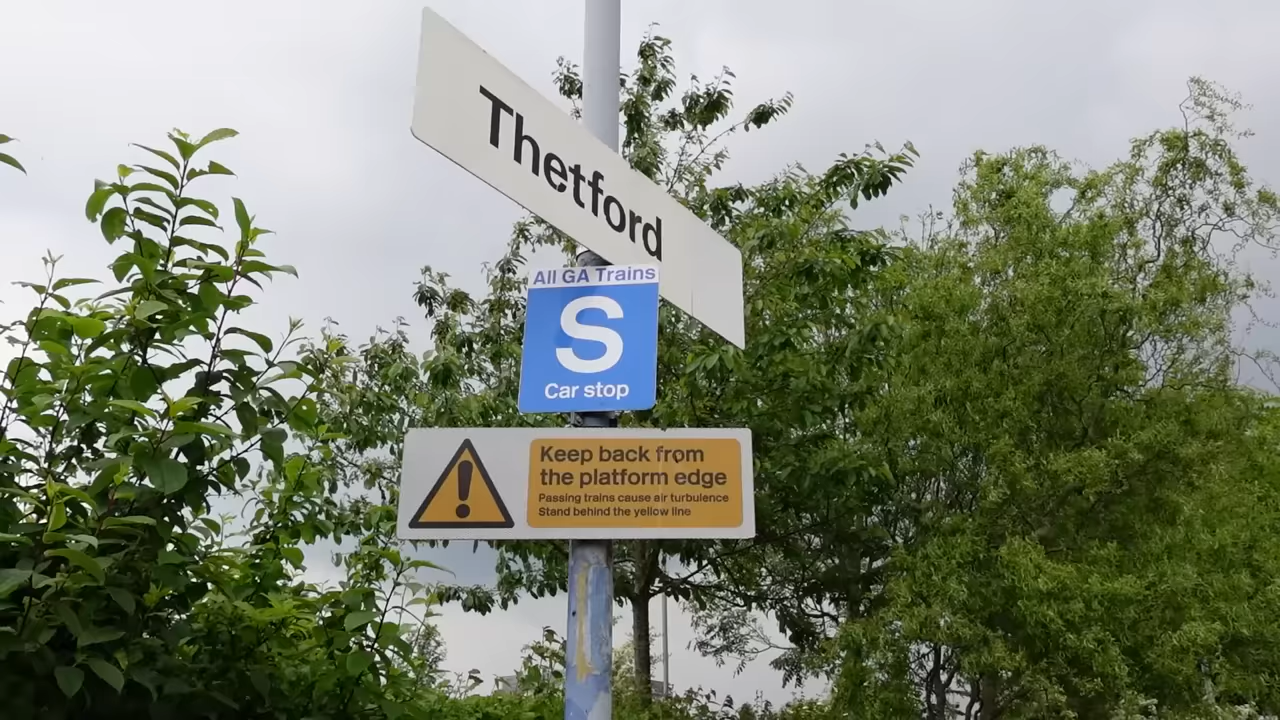 Thetford
All GA Trains
S
Car stop
Keep back from
the platform edge
Passing trains cause air turbulence
Stand behind the yellow line